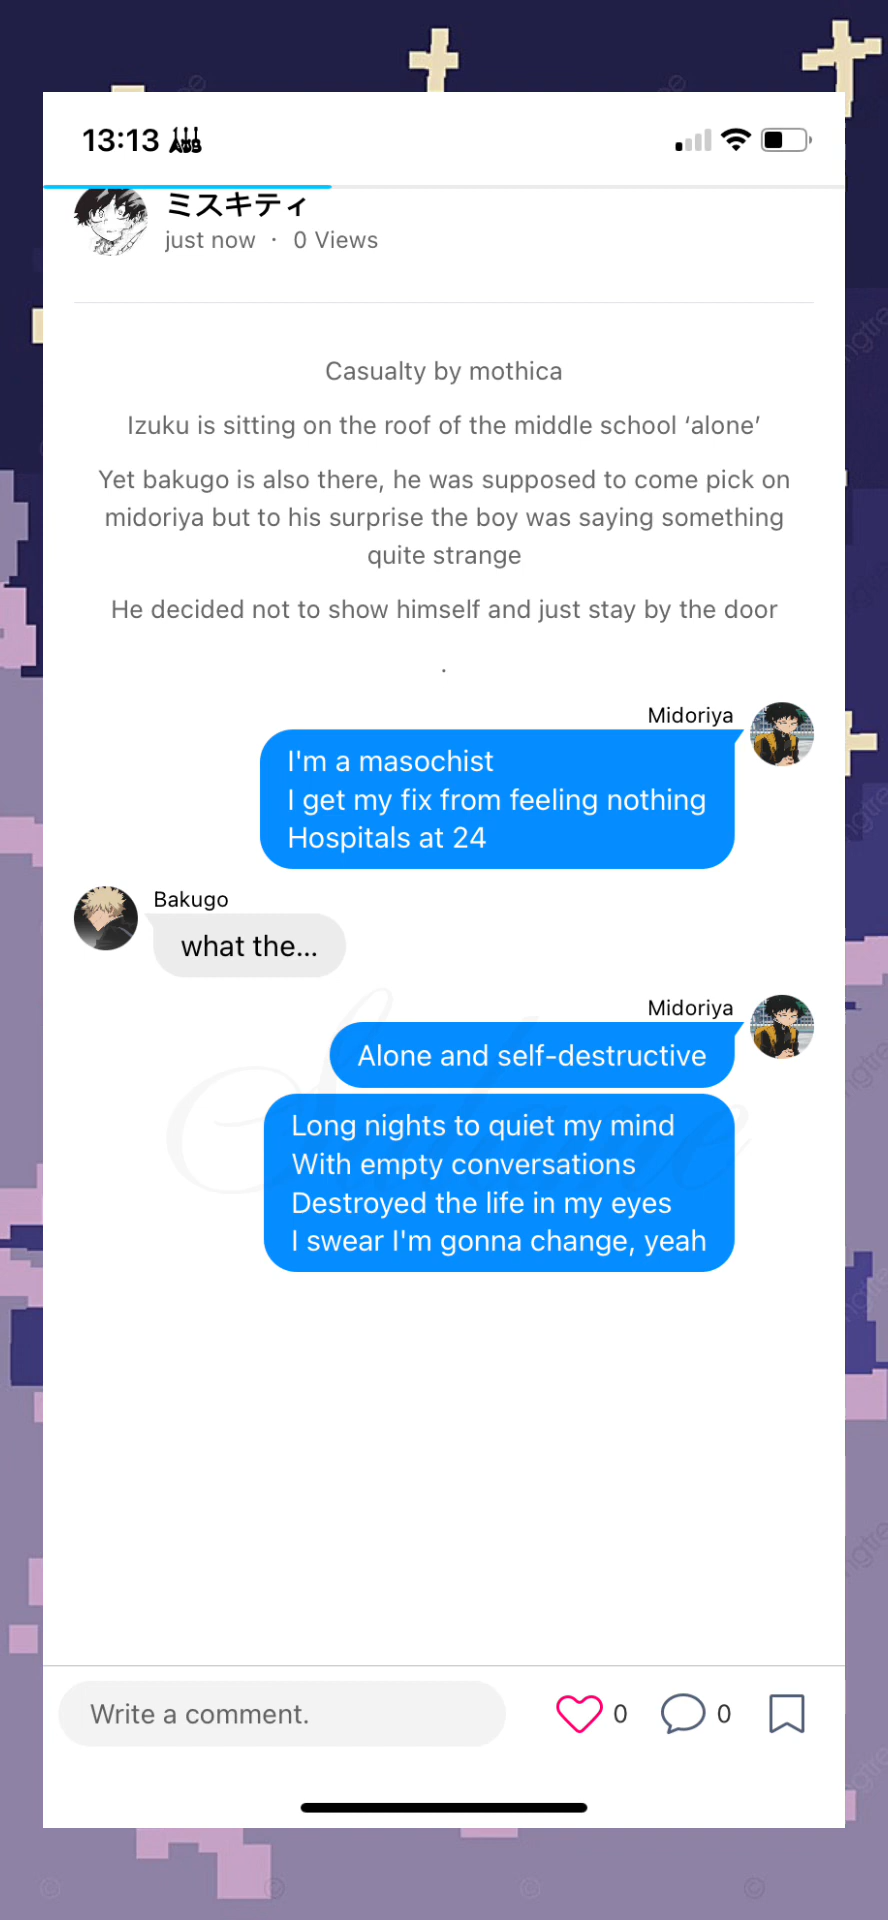 13:13
ミスキティ
just now · 0 Views
Casualty by mothica
Izuku is sitting on the roof of the middle school ‘alone’
Yet bakugo is also there, he was supposed to come pick on
midoriya but to his surprise the boy was saying something
quite strange
He decided not to show himself and just stay by the door
.
Midoriya
I'm a masochist
I get my fix from feeling nothing
Hospitals at 24
Bakugo
what the...
Midoriya
Alone and self-destructive
Long nights to quiet my mind
With empty conversations
Destroyed the life in my eyes
I swear I'm gonna change, yeah
Write a comment.
0
0